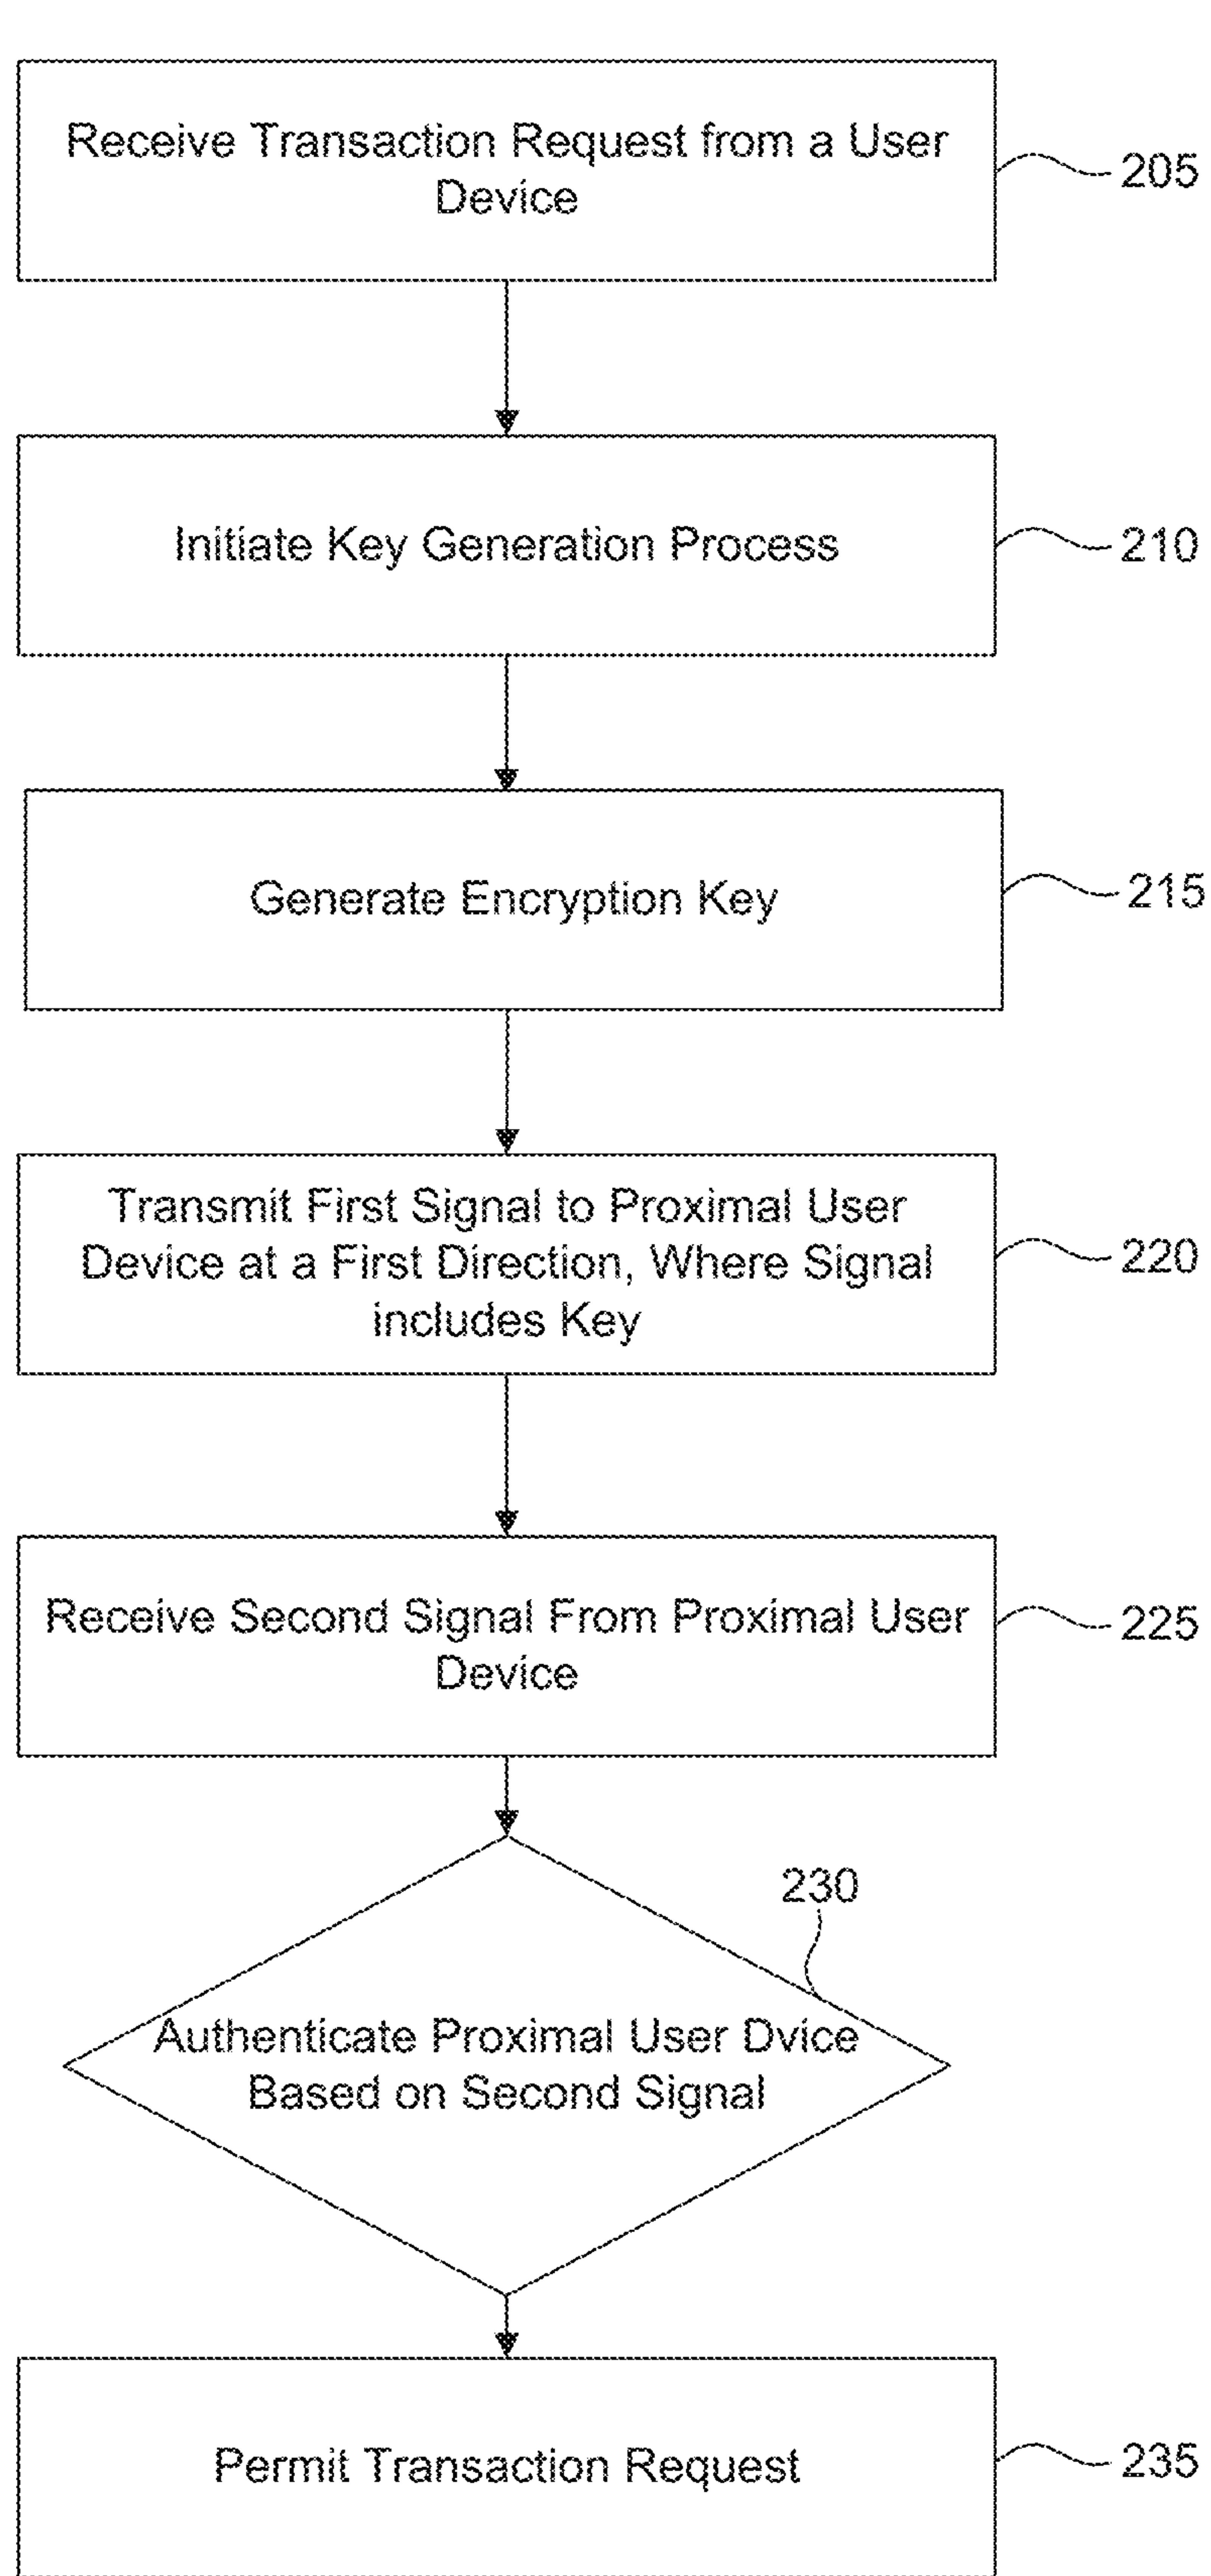 Receive Transaction Request from a User
Device
205
Initiate Key Generation Process
210
Generate Encryption Key
215
Transmit First Signal to Proximal User
Device at a First Direction, Where Signal
includes Key
220
Receive Second Signal From Proximal User
Device
225
230
Authenticate Proximal User Dvice
Based on Second Signal
Permit Transaction Request
235